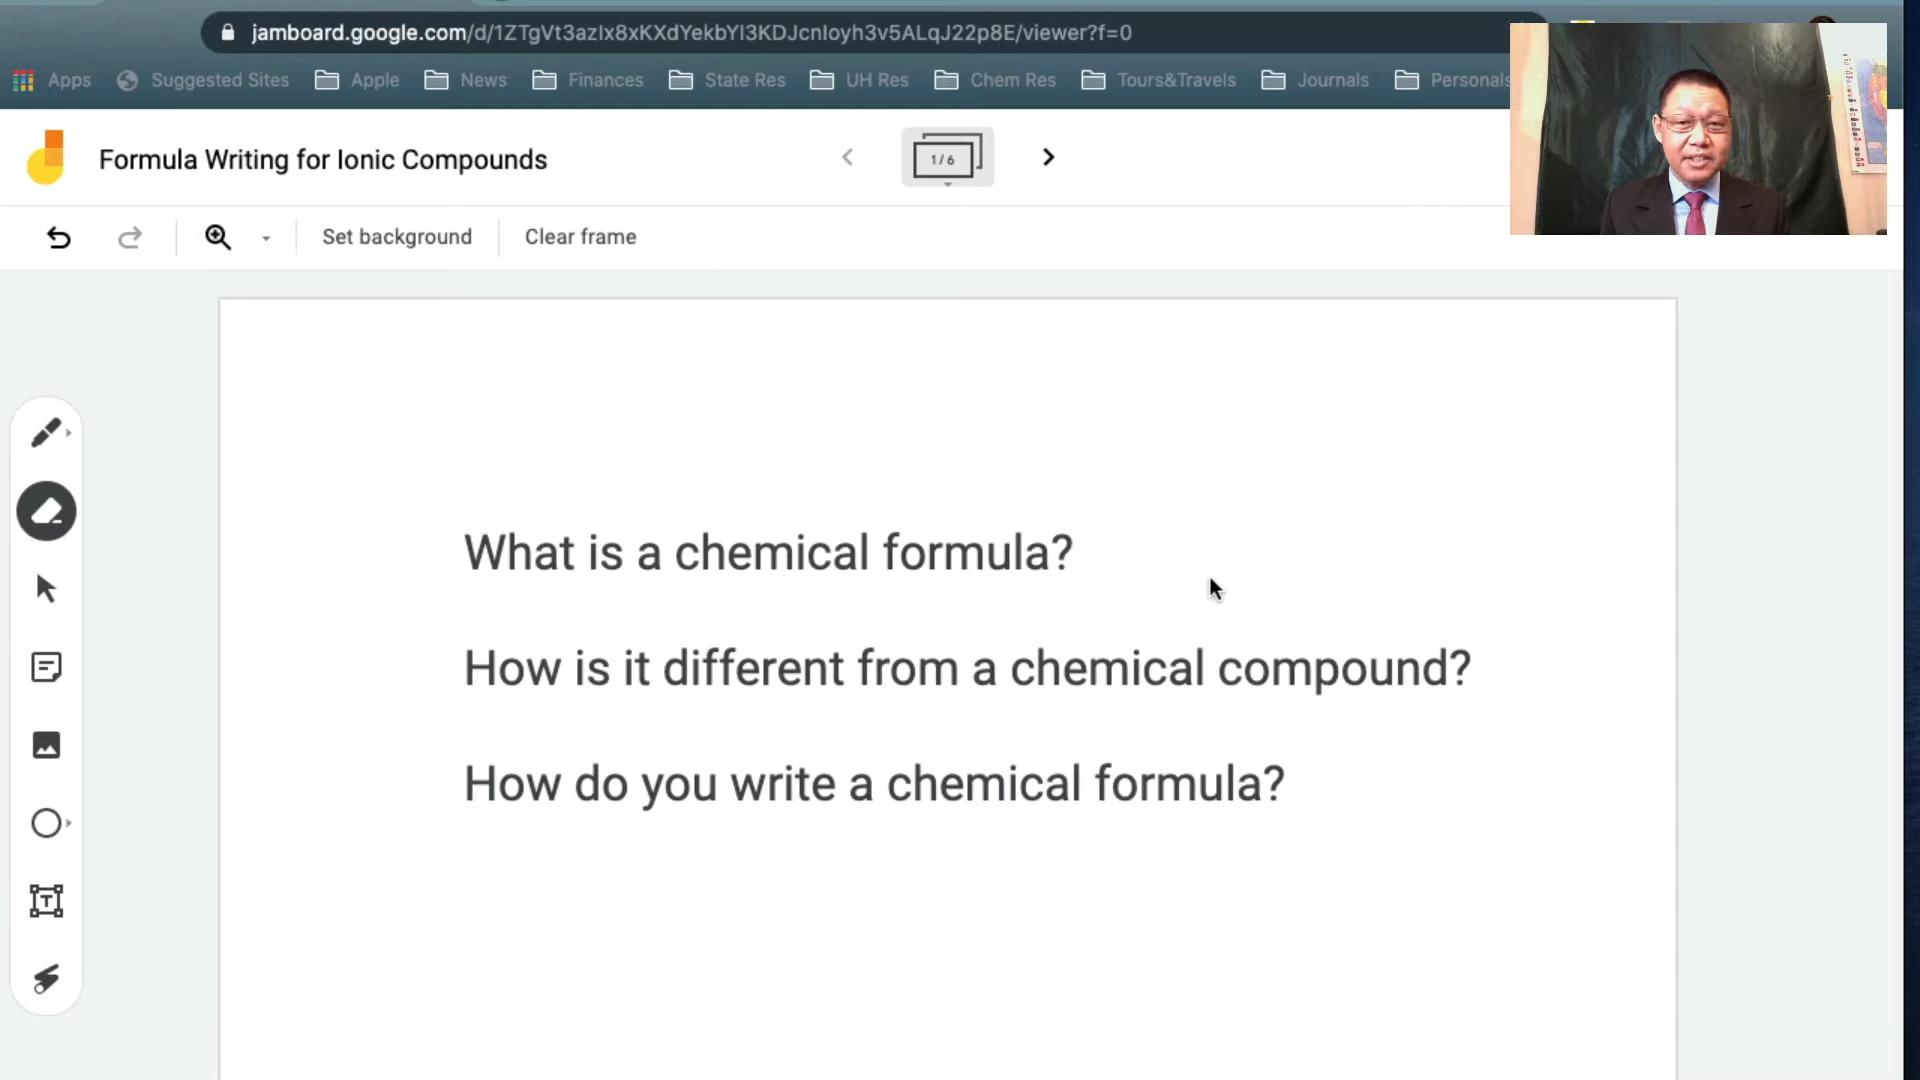 jamboard.google.com/d/1ZTgVt3azIx8xKXdYekbYI3KDJcnIoyh3v5ALqJ22p8E/viewer?f=0
Apps Suggested Sites Apple News Finances State Res UH Res Chem Res Tours&Travels Journals Personals
Formula Writing for Ionic Compounds
1/6
Set background Clear frame
What is a chemical formula?
How is it different from a chemical compound?
How do you write a chemical formula?